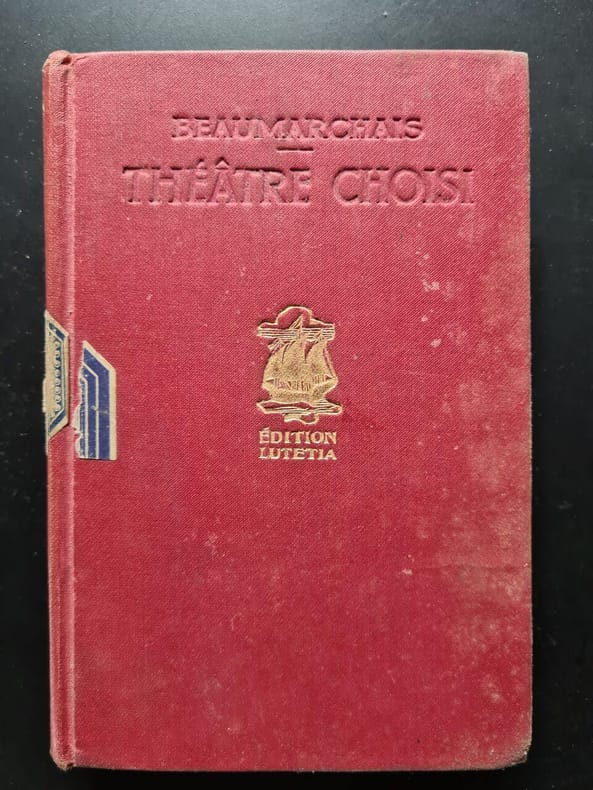 BEAUMARCHAIS
THÉÂTRE CHOISI
ÉDITION
LUTETIA